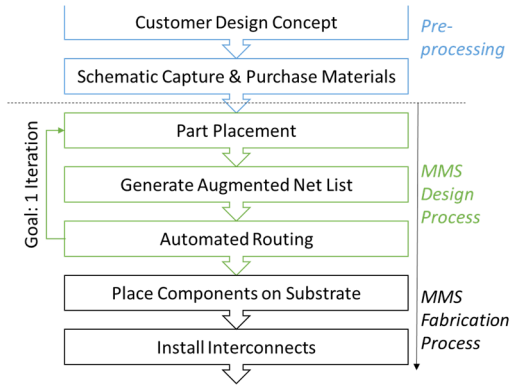 Customer Design Concept
Pre-
processing
Schematic Capture & Purchase Materials
Part Placement
Goal: 1 Iteration
Generate Augmented Net List
MMS
Design
Process
Automated Routing
Place Components on Substrate
MMS
Fabrication
Process
Install Interconnects